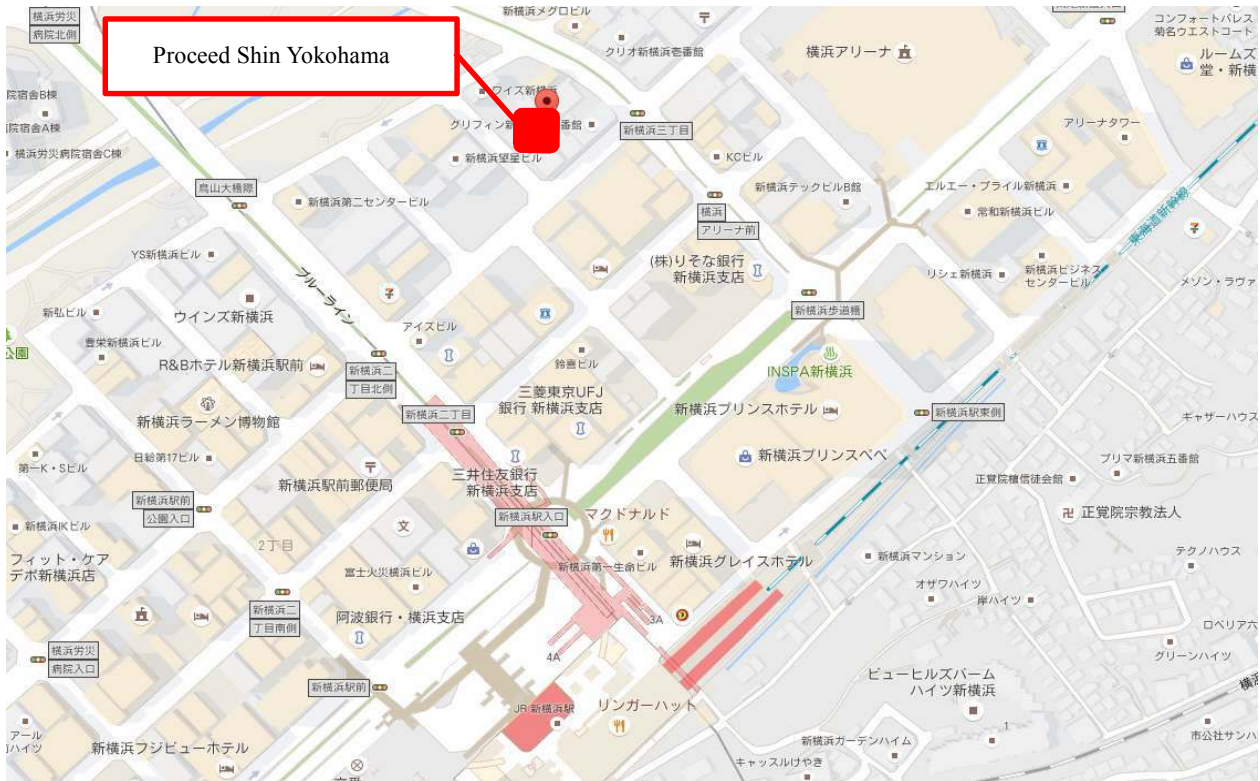 横浜労災
病院北側
新横浜メグロビル
クリオ新横浜壱番館
横浜アリーナ
コンフォートパレス
菊名ウエストコート
ルームズ
堂・新横
Proceed Shin Yokohama
院宿舎B棟
院宿舎A棟
横浜労災病院宿舎C棟
ワイズ新横浜
グリフィン新
番館
新横浜望星ビル
新横浜三丁目
KCビル
アリーナタワー
鳥山大橋際
新横浜第二センタービル
新横浜テックビルB館
エルエー・プライル新横浜
常和新横浜ビル
東海道新幹線
横浜
アリーナ前
YS新横浜ビル
ブルーライン
(株)りそな銀行
新横浜支店
リシェ新横浜
新横浜ビジネス
センタービル
メゾン・ラヴァ
新弘ビル
ウインズ新横浜
アイズビル
新横浜歩道橋
公園
豊栄新横浜ビル
R&Bホテル新横浜駅前
新横浜二
丁目北側
鈴喜ビル
INSPA新横浜
三菱東京UFJ
銀行 新横浜支店
新横浜プリンスホテル
新横浜駅東側
新横浜ラーメン博物館
新横浜二丁目
キャザーハウス
第一K・Sビル
日総第17ビル
新横浜駅前郵便局
三井住友銀行
新横浜支店
新横浜プリンスペペ
プリマ新横浜五番館
新横浜駅前
公園入口
新横浜駅入口
マクドナルド
正覚院宗教法人
新横浜IKビル
2丁目
文
卍
フィット・ケア
デポ新横浜店
富士火災横浜ビル
新横浜第一生命ビル
新横浜グレイスホテル
新横浜マンション
テクノハウス
オザワハイツ
岸ハイツ
新横浜二
丁目南側
阿波銀行・横浜支店
3A
ロベリア六
横浜労災
病院入口
4A
グリーンハイツ
新横浜駅前
ビューヒルズパーム
ハイツ新横浜
JR 新横浜駅
リンガーハット
アール
新横浜フジビューホテル
新横浜ガーデンハイム
1
市公社サンハ
キャッスルけやき